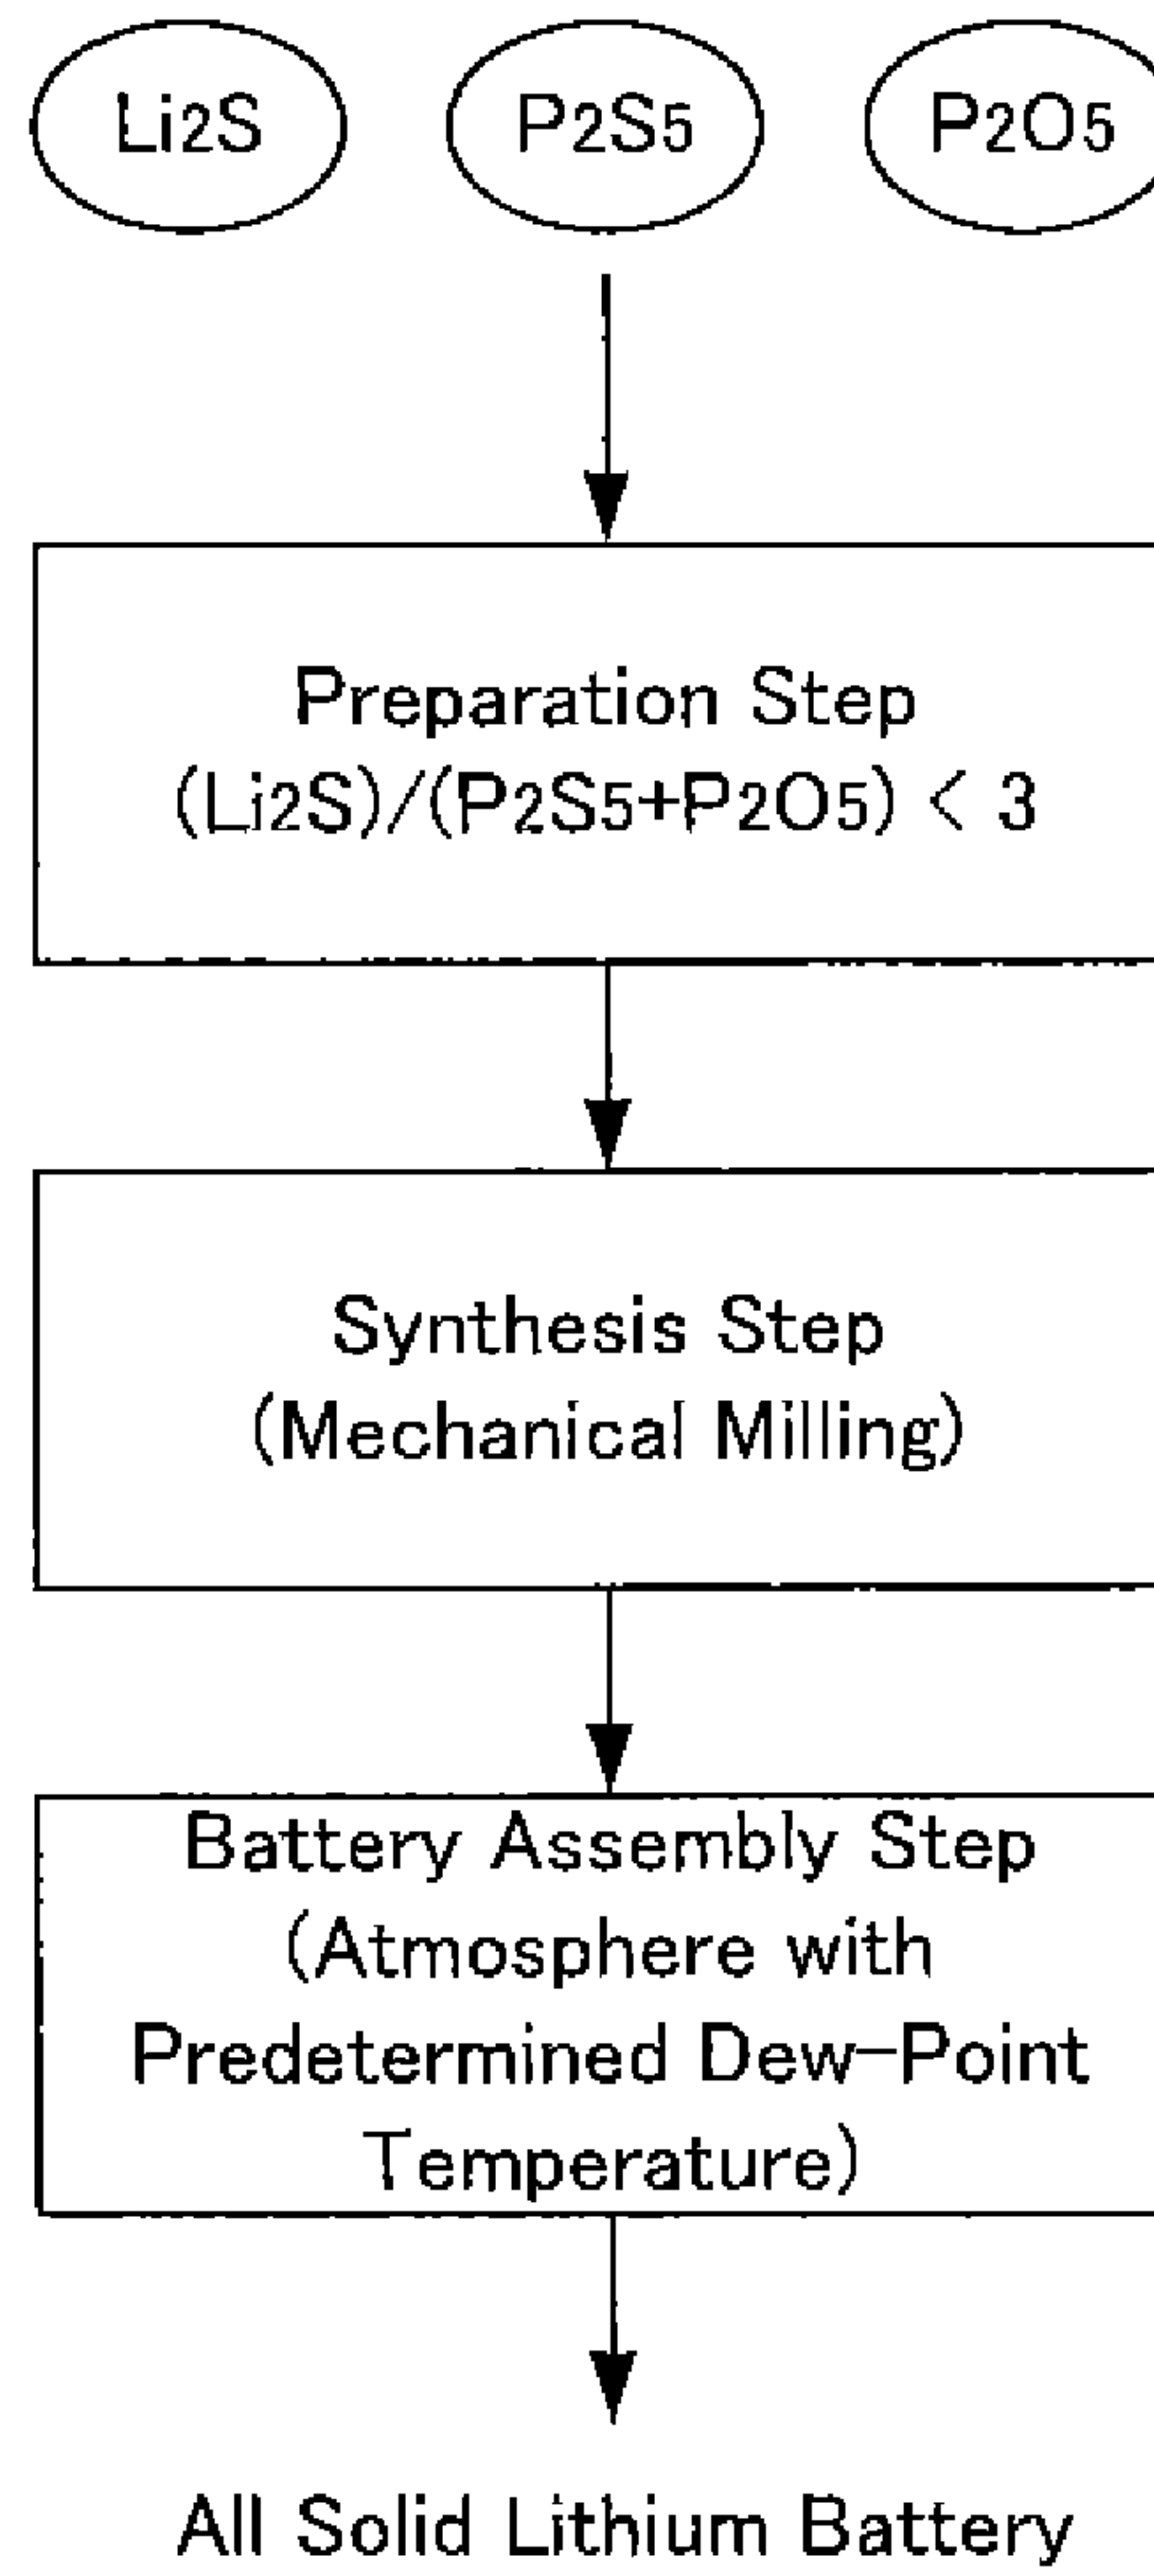 Li2S P2S5 P2O5
Preparation Step
(Li2S)/(P2S5+P2O5) < 3
Synthesis Step
(Mechanical Milling)
Battery Assembly Step
(Atmosphere with
Predetermined Dew-Point
Temperature)
All Solid Lithium Battery